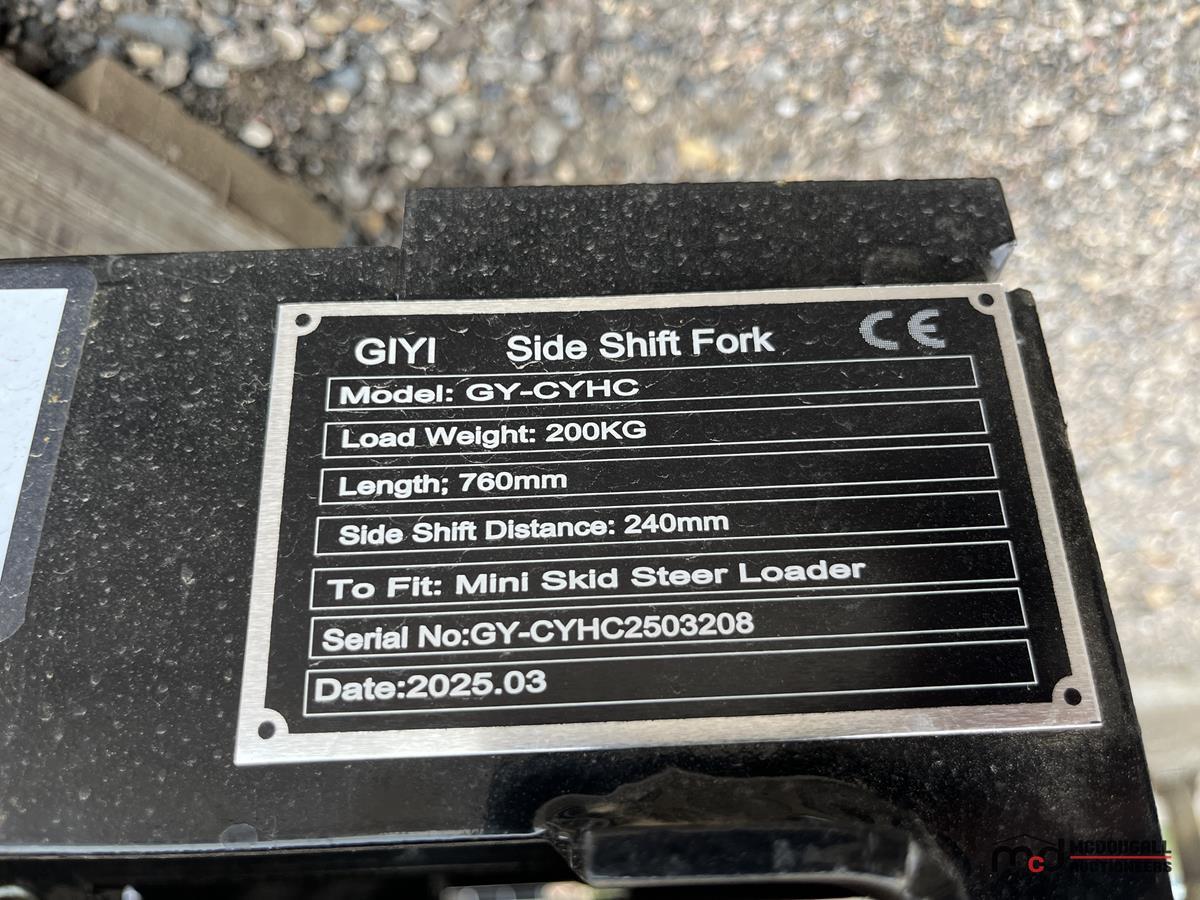 GIYI Side Shift Fork CE
Model: GY-CYHC
Load Weight: 200KG
Length; 760mm
Side Shift Distance: 240mm
To Fit: Mini Skid Steer Loader
Serial No:GY-CYHC2503208
Date:2025.03
mcd MCDOUGALL
AUCTIONEERS